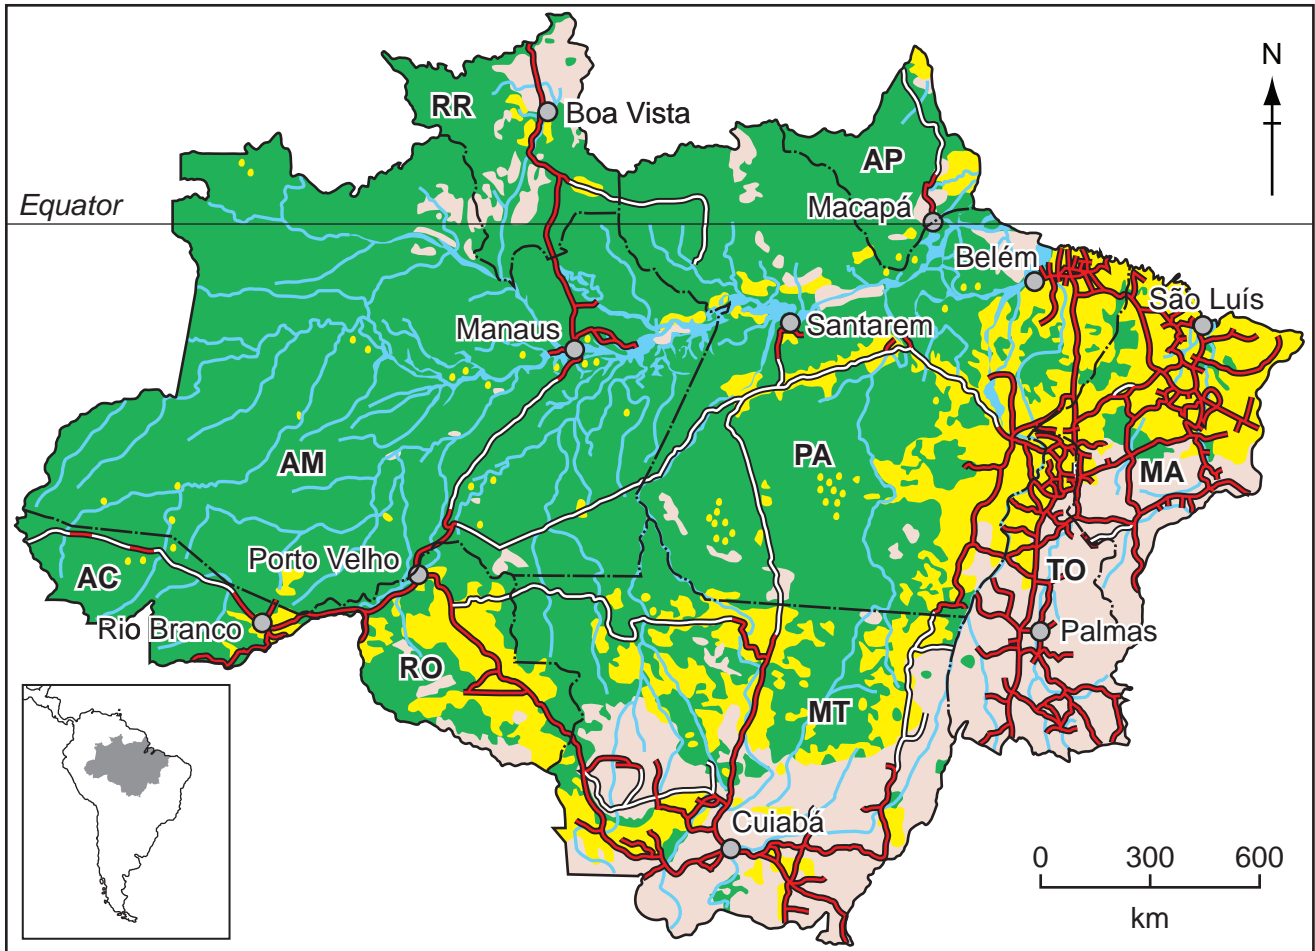 N
RR
Boa Vista
AP
Equator
Macapá
Belém
São Luís
Manaus
Santarem
AM
PA
MA
Porto Velho
AC
TO
Rio Branco
Palmas
RO
MT
Cuiabá
0 300 600
km